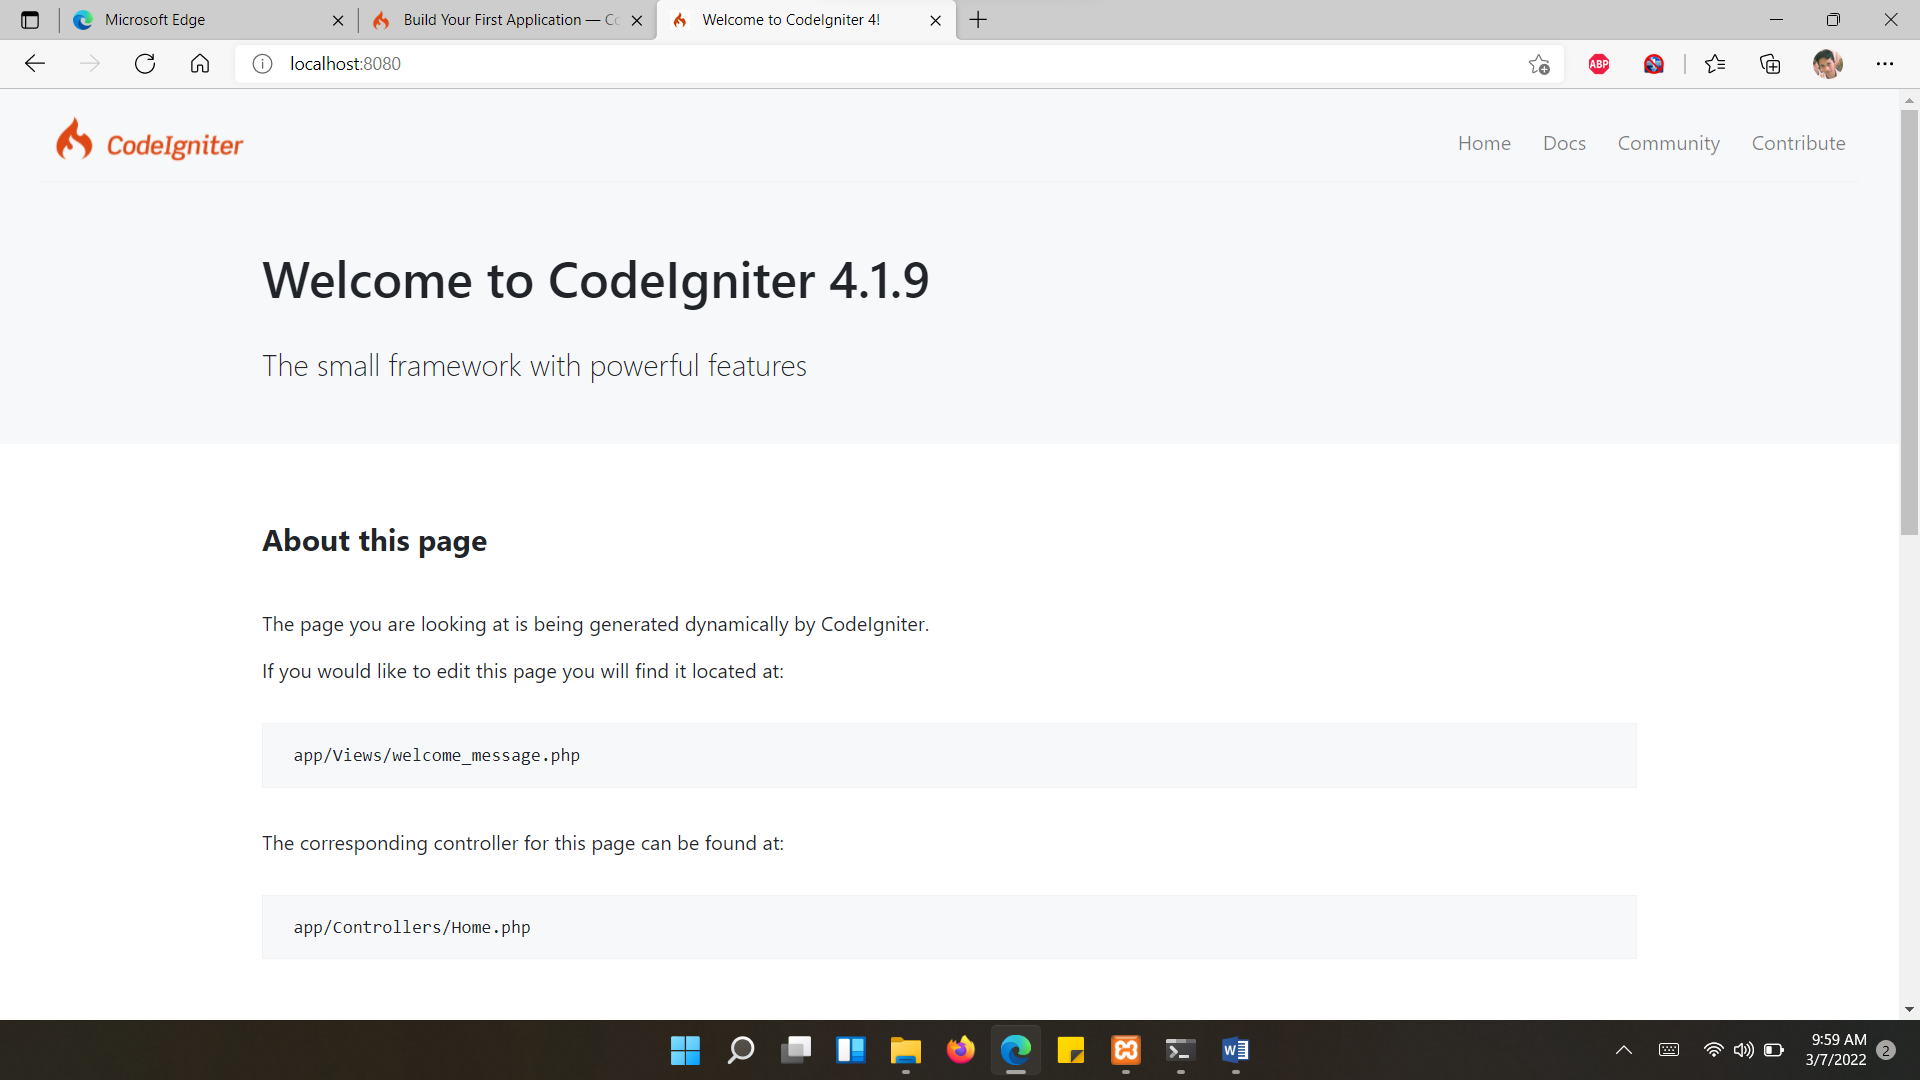 Microsoft Edge
Build Your First Application — Co
Welcome to CodeIgniter 4!
localhost:8080
ABP
CodeIgniter
Home
Docs
Community
Contribute
Welcome to CodeIgniter 4.1.9
The small framework with powerful features
About this page
The page you are looking at is being generated dynamically by CodeIgniter.
If you would like to edit this page you will find it located at:
app/Views/welcome_message.php
The corresponding controller for this page can be found at:
app/Controllers/Home.php
W
9:59 AM
3/7/2022
2